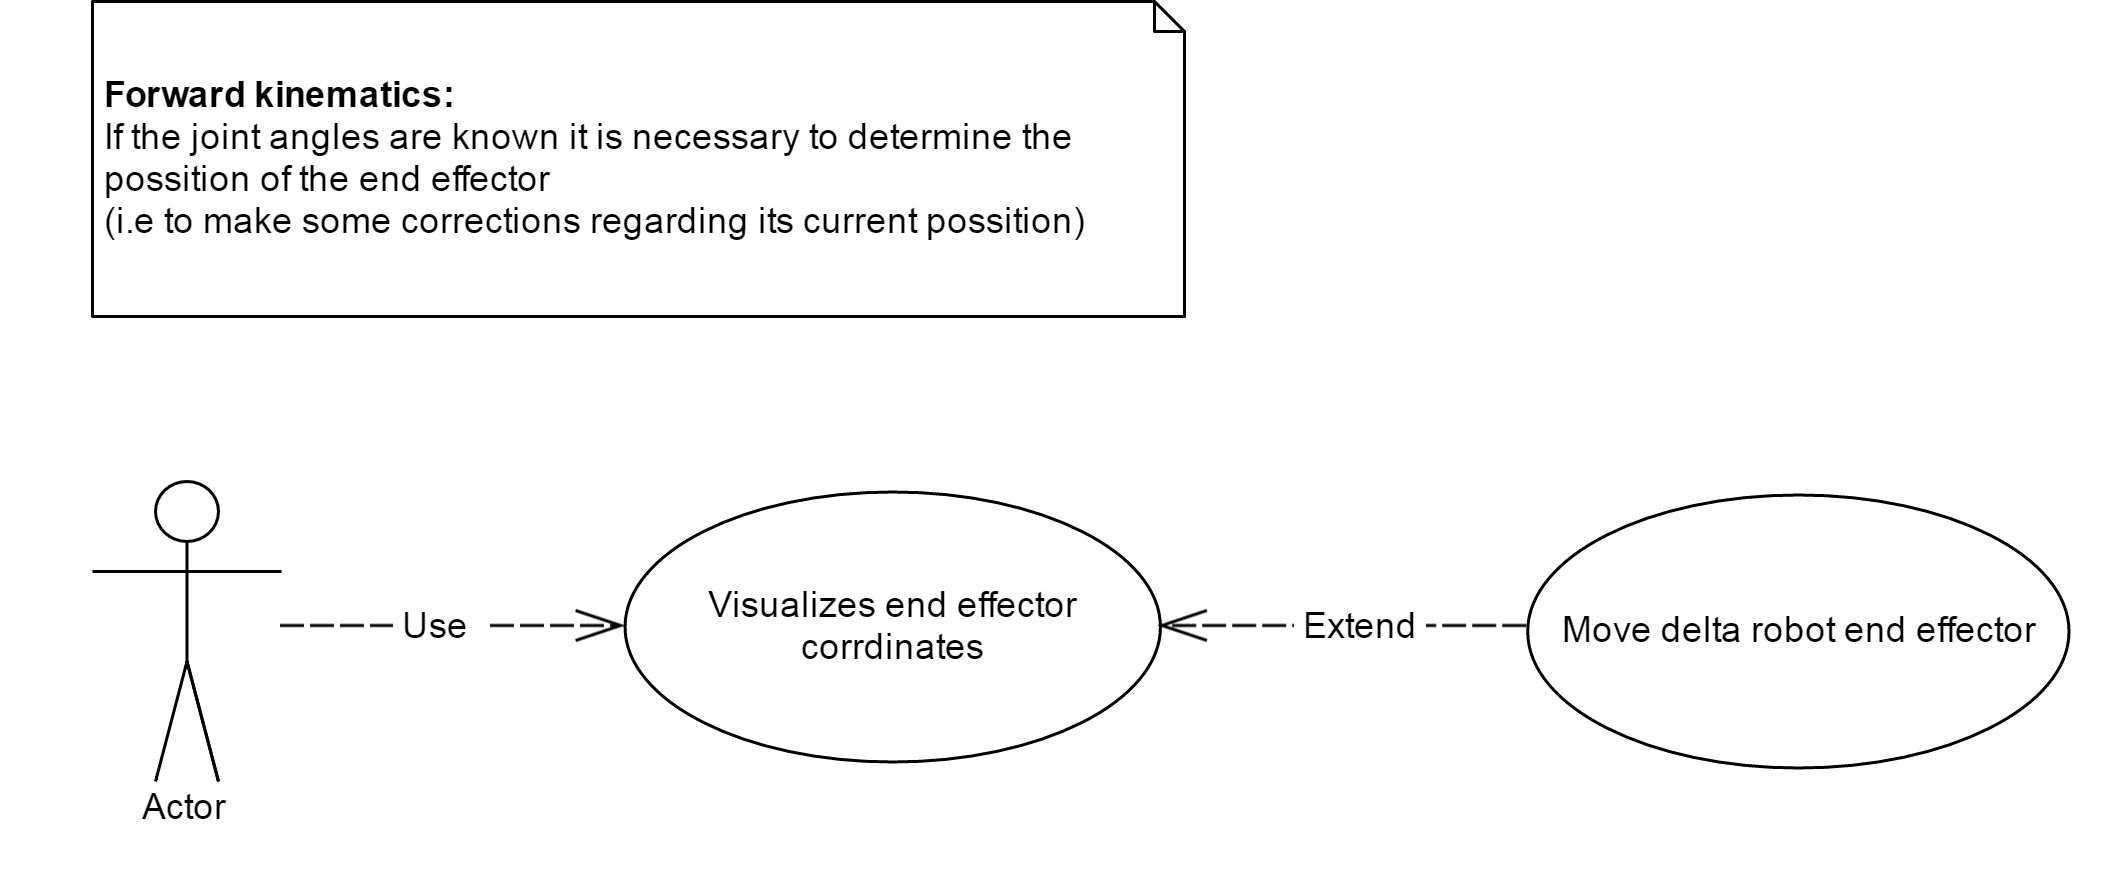 Forward kinematics:
If the joint angles are known it is necessary to determine the
possition of the end effector
(i.e to make some corrections regarding its current possition)
Use
Visualizes end effector
corrdinates
Extend
Move delta robot end effector
Actor